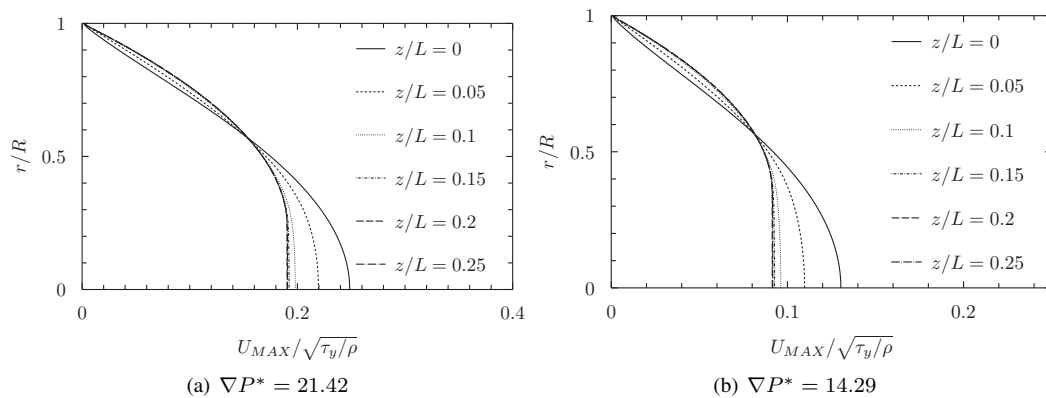 1
0.5
0
r/R
0
0.2
0.4
U_{MAX}/\sqrt{\tau_y/\rho}
z/L = 0
z/L = 0.05
z/L = 0.1
z/L = 0.15
z/L = 0.2
z/L = 0.25
(a) ∇P* = 21.42
1
0.5
0
r/R
0
0.1
0.2
U_{MAX}/\sqrt{\tau_y/\rho}
z/L = 0
z/L = 0.05
z/L = 0.1
z/L = 0.15
z/L = 0.2
z/L = 0.25
(b) ∇P* = 14.29